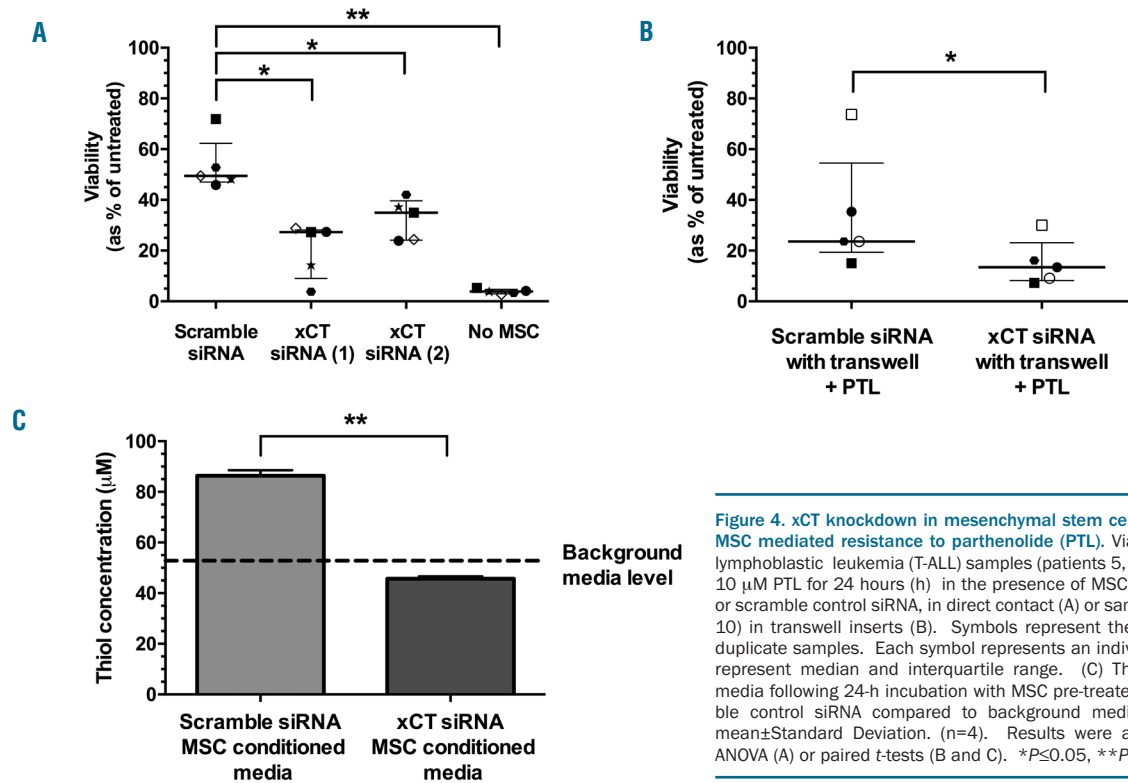 A
**
*
*
100
80
60
40
20
0
Viability
(as % of untreated)
Scramble
siRNA
xCT
siRNA (1)
xCT
siRNA (2)
No MSC
B
*
100
80
60
40
20
0
Viability
(as % of untreated)
Scramble siRNA
with transwell
+ PTL
xCT siRNA
with transwell
+ PTL
C
**
100
80
60
40
20
0
Thiol concentration (μM)
Background
media level
Scramble siRNA
MSC conditioned
media
xCT siRNA
MSC conditioned
media
Figure 4. xCT knockdown in mesenchymal stem ce
MSC mediated resistance to parthenolide (PTL). Via
lymphoblastic leukemia (T-ALL) samples (patients 5,
10 μM PTL for 24 hours (h) in the presence of MSC
or scramble control siRNA, in direct contact (A) or sar
10) in transwell inserts (B). Symbols represent the
duplicate samples. Each symbol represents an indiv
represent median and interquartile range. (C) Th
media following 24-h incubation with MSC pre-treate
ble control siRNA compared to background medi
mean±Standard Deviation. (n=4). Results were a
ANOVA (A) or paired t-tests (B and C). *P≤0.05, **P